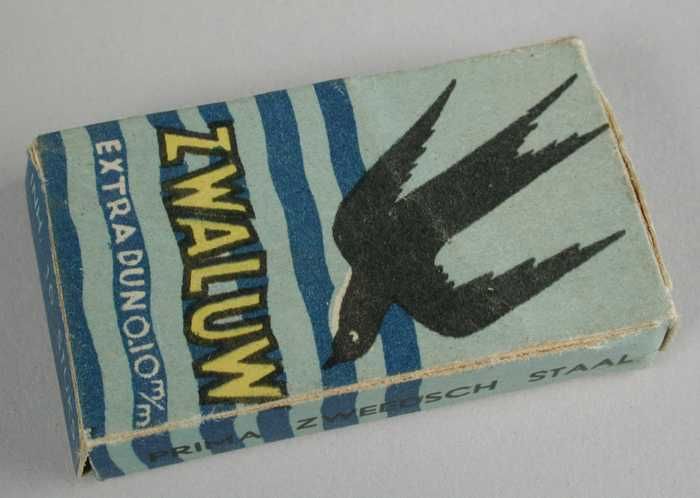 ZWALUW
EXTRA DUN 0.10 m/m
PRIMA ZWEEDSCH STAAL